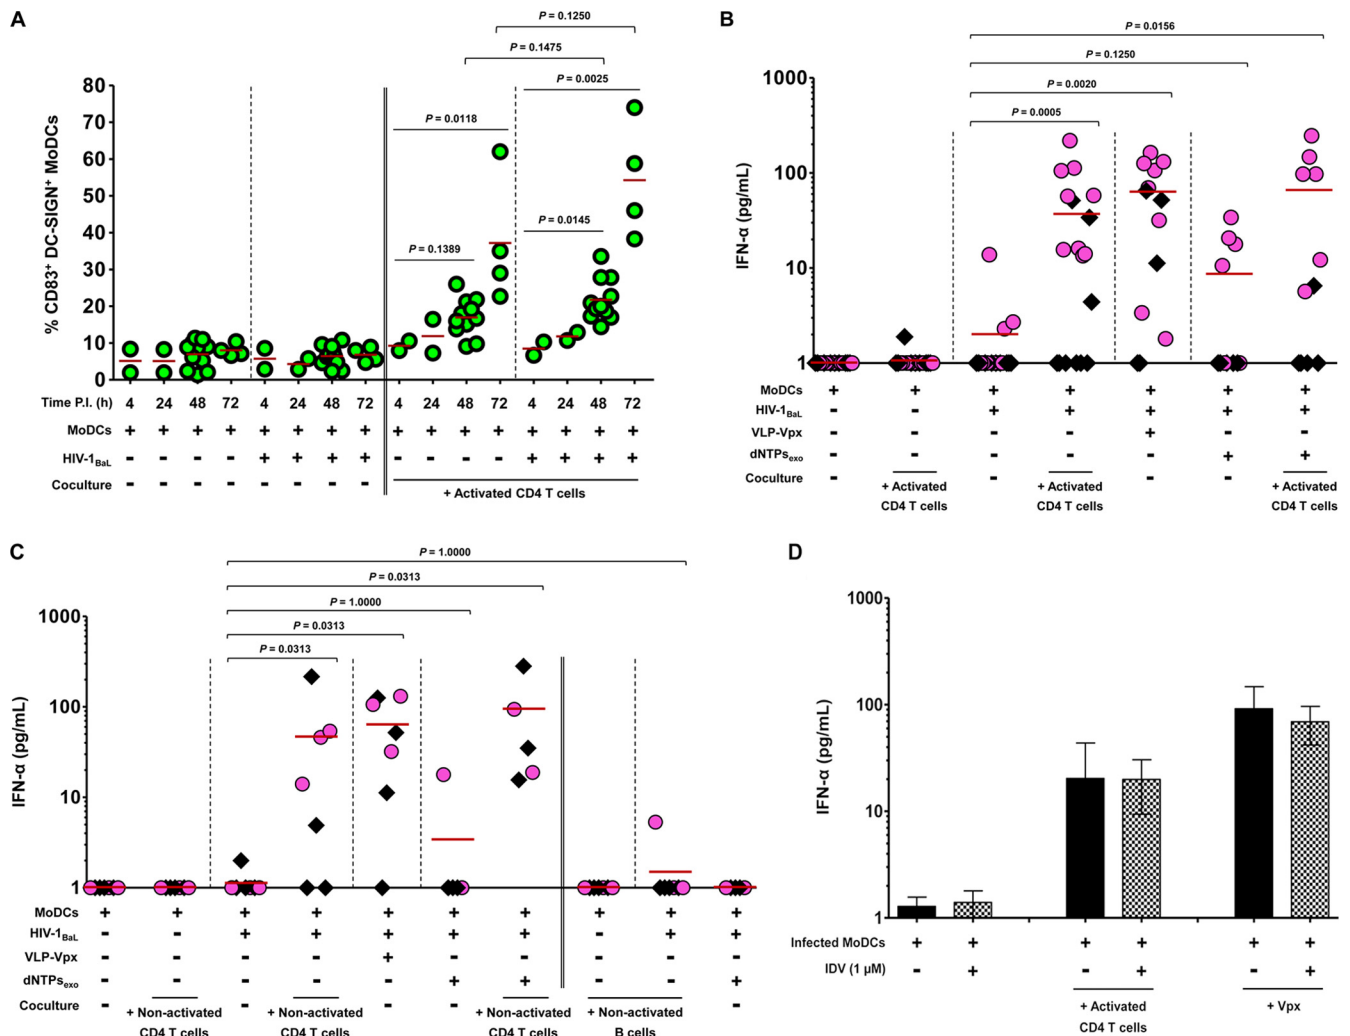 A
P = 0.1250
P = 0.1475
P = 0.0025
P = 0.0118
P = 0.0145
P = 0.1389
% CD83+ DC-SIGN+ MoDCs
80
70
60
50
40
30
20
10
0
Time P.I. (h) 4 24 48 72 4 24 48 72 4 24 48 72 4 24 48 72
MoDCs + + + + + + + + + + + + + + + +
HIV-1BaL - - - - + + + + - - - - + + + +
Coculture - - - - - - - - + Activated CD4 T cells
B
P = 0.0156
P = 0.1250
P = 0.0020
P = 0.0005
IFN-α (pg/mL)
1000
100
10
1
MoDCs + + + + + + +
HIV-1BaL - - + + + + +
VLP-Vpx - - - - + - -
dNTPsexo - - - - - + +
Coculture - + Activated CD4 T cells - + Activated CD4 T cells - - + Activated CD4 T cells
C
P = 1.0000
P = 0.0313
P = 1.0000
P = 0.0313
P = 0.0313
IFN-α (pg/mL)
1000
100
10
1
MoDCs + + + + + + + + + +
HIV-1BaL - - + + + + + - + +
VLP-Vpx - - - - + - - - - -
dNTPsexo - - - - - + + - - +
Coculture - + Non-activated CD4 T cells - + Non-activated CD4 T cells - - + Non-activated CD4 T cells + Non-activated B cells -
D
IFN-α (pg/mL)
1000
100
10
1
Infected MoDCs + + + + + +
IDV (1 μM) - + - + - +
+ Activated CD4 T cells
+ Vpx